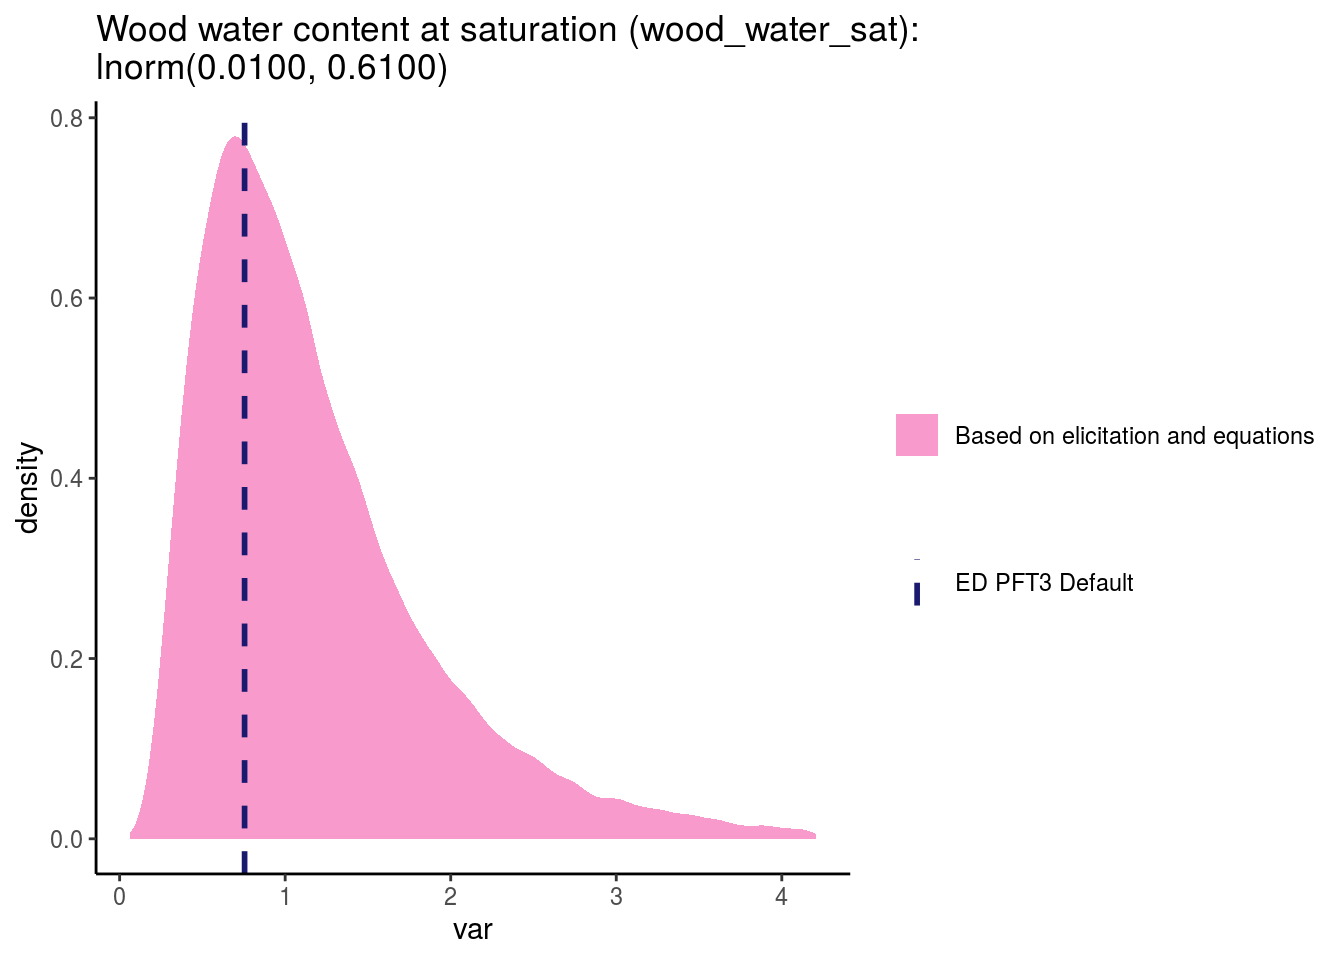 Wood water content at saturation (wood_water_sat):
lnorm(0.0100, 0.6100)
0.8
0.6
0.4
0.2
0.0
density
0
1
2
3
4
var
Based on elicitation and equations
ED PFT3 Default